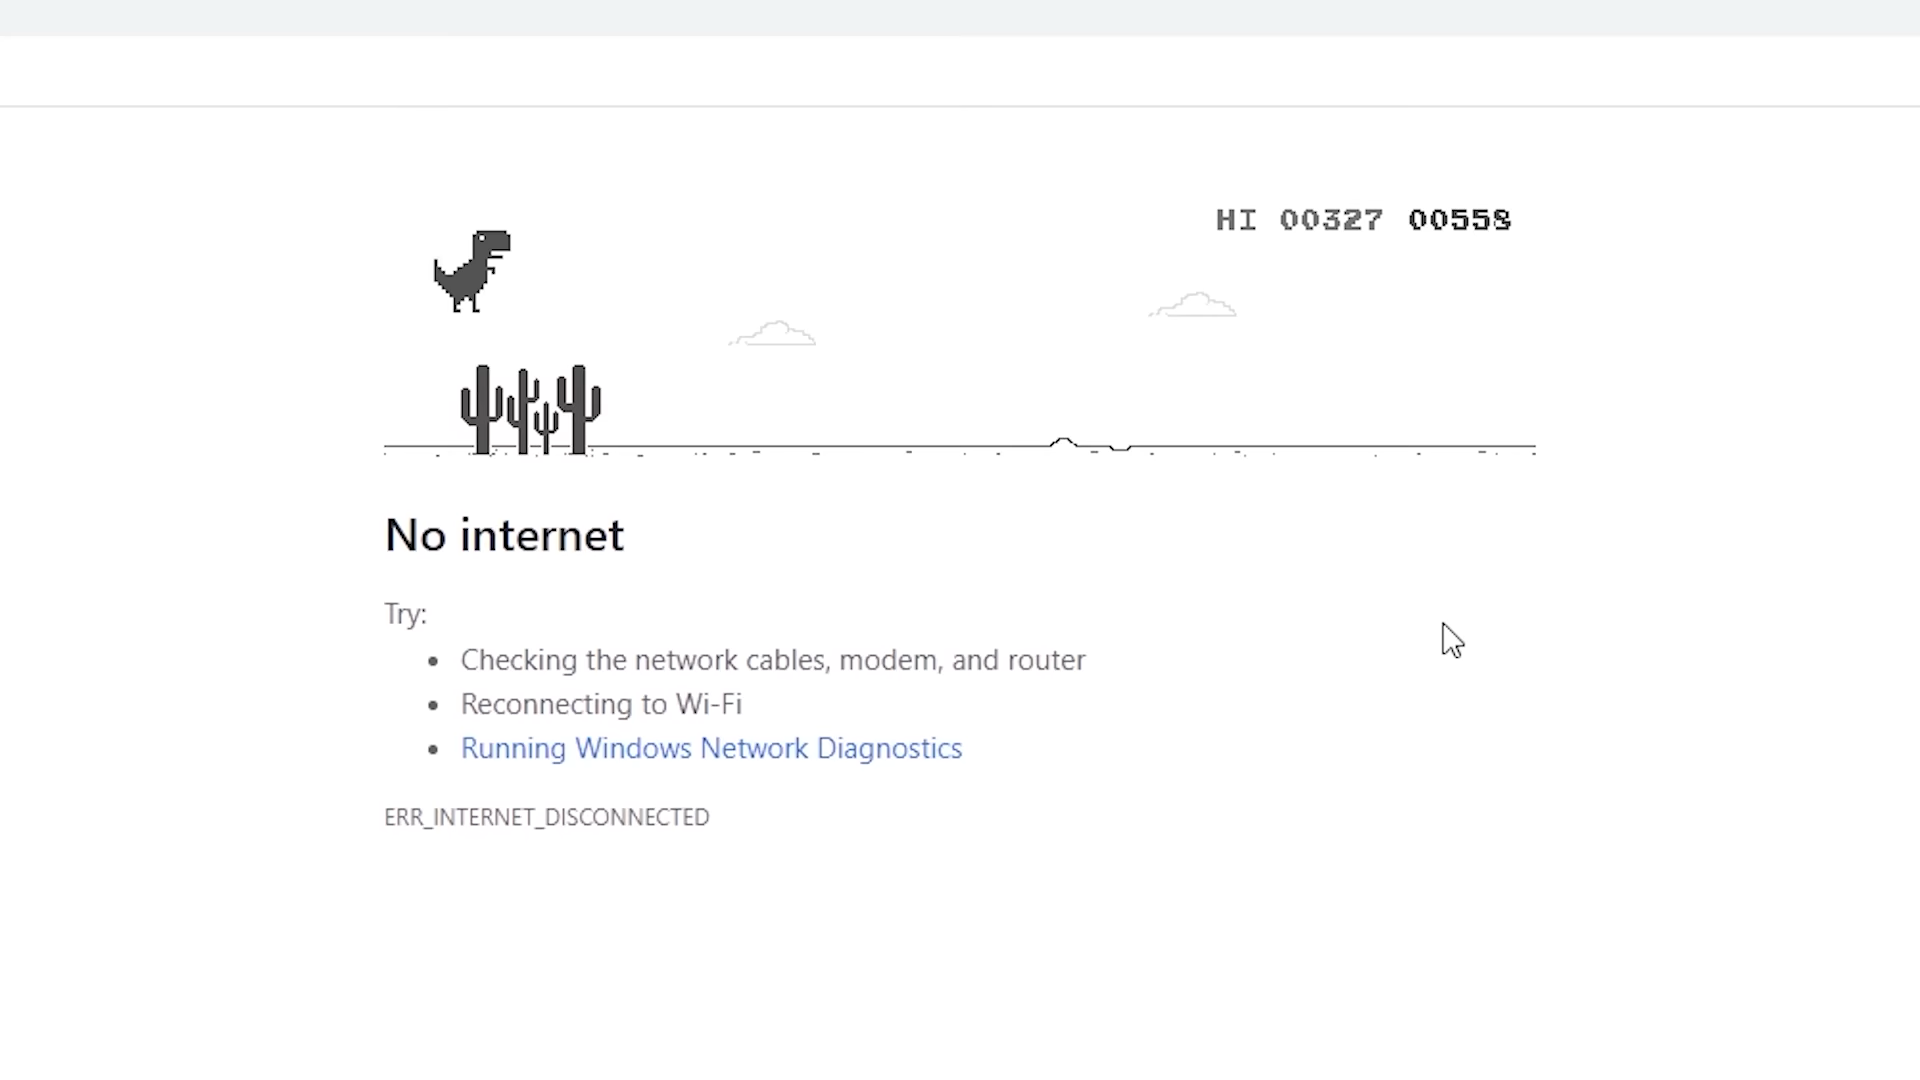 HI 00327 00558
No internet
Try:
Checking the network cables, modem, and router
Reconnecting to Wi-Fi
Running Windows Network Diagnostics
ERR_INTERNET_DISCONNECTED